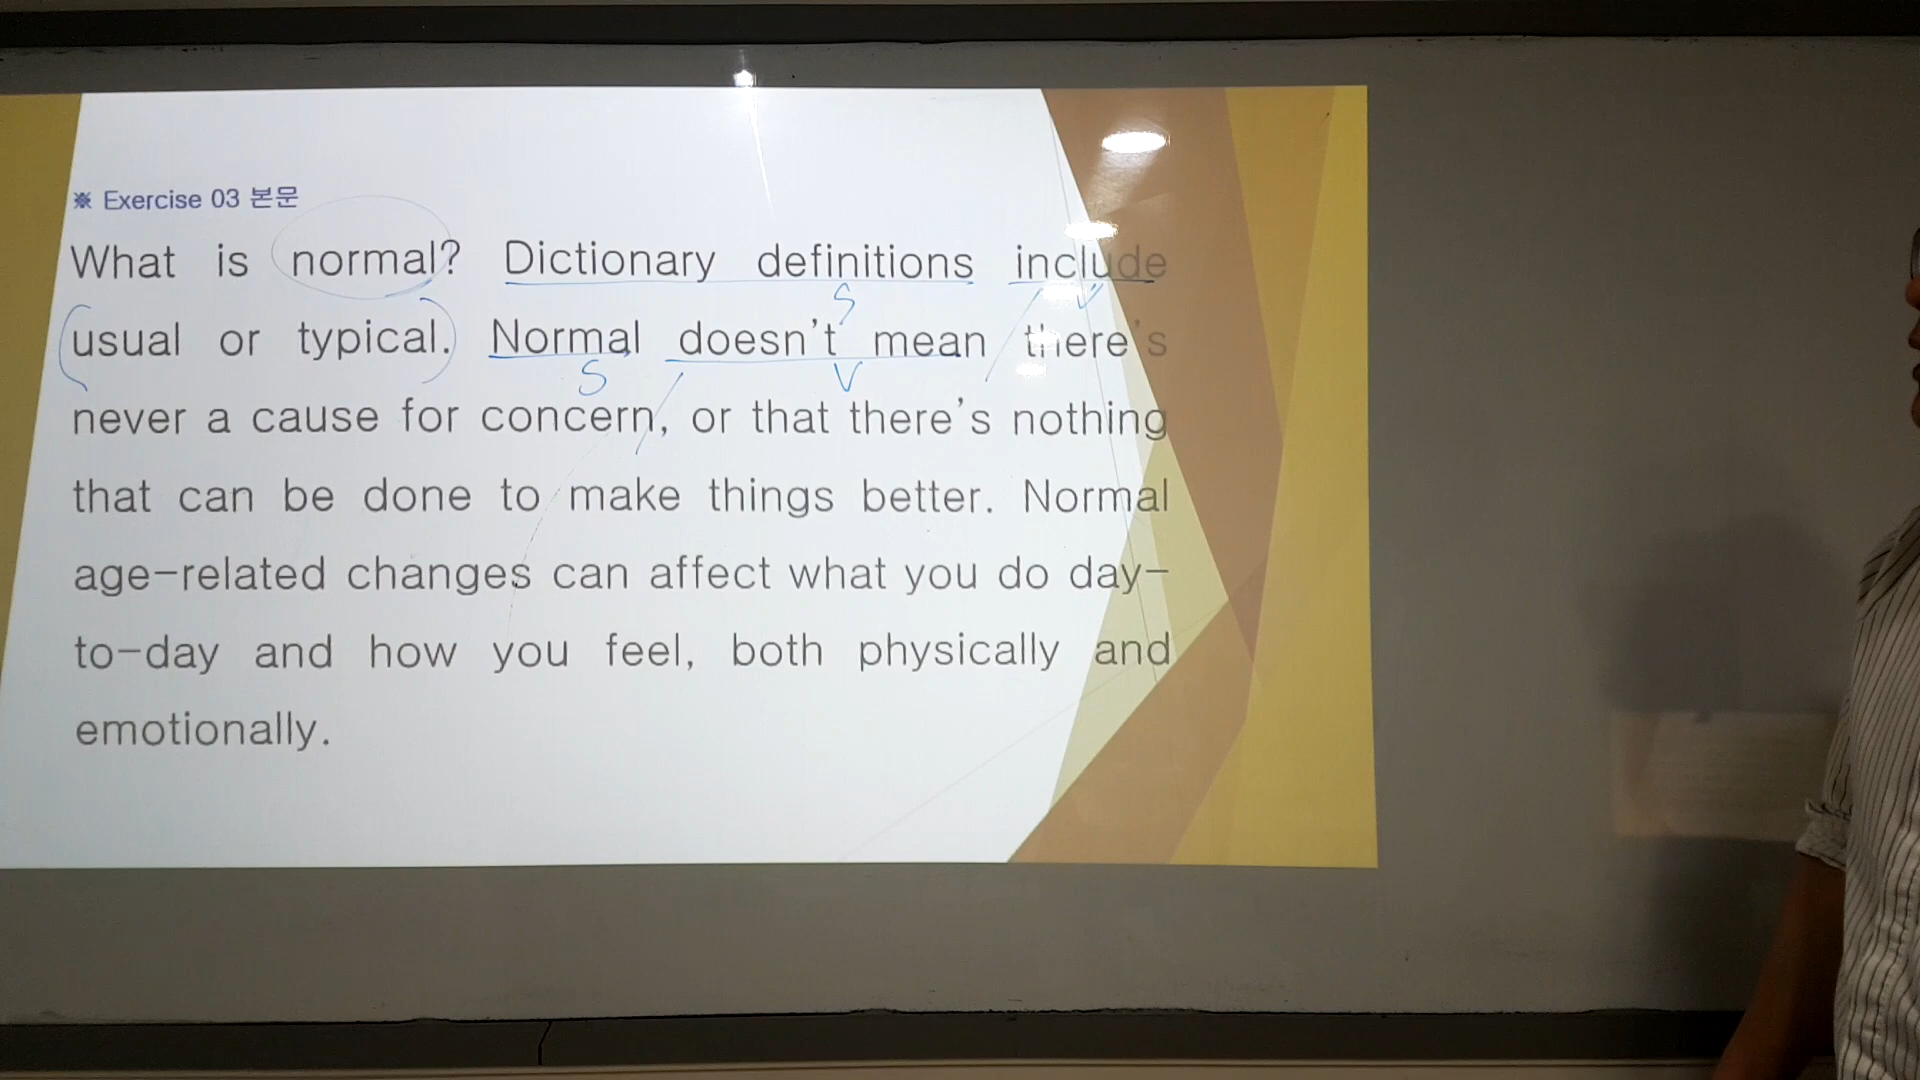 ※ Exercise 03 본문
What is normal? Dictionary definitions include
S V
usual or typical. Normal doesn't mean there's
S V
never a cause for concern, or that there's nothing
that can be done to make things better. Normal
age-related changes can affect what you do day-
to-day and how you feel, both physically and
emotionally.